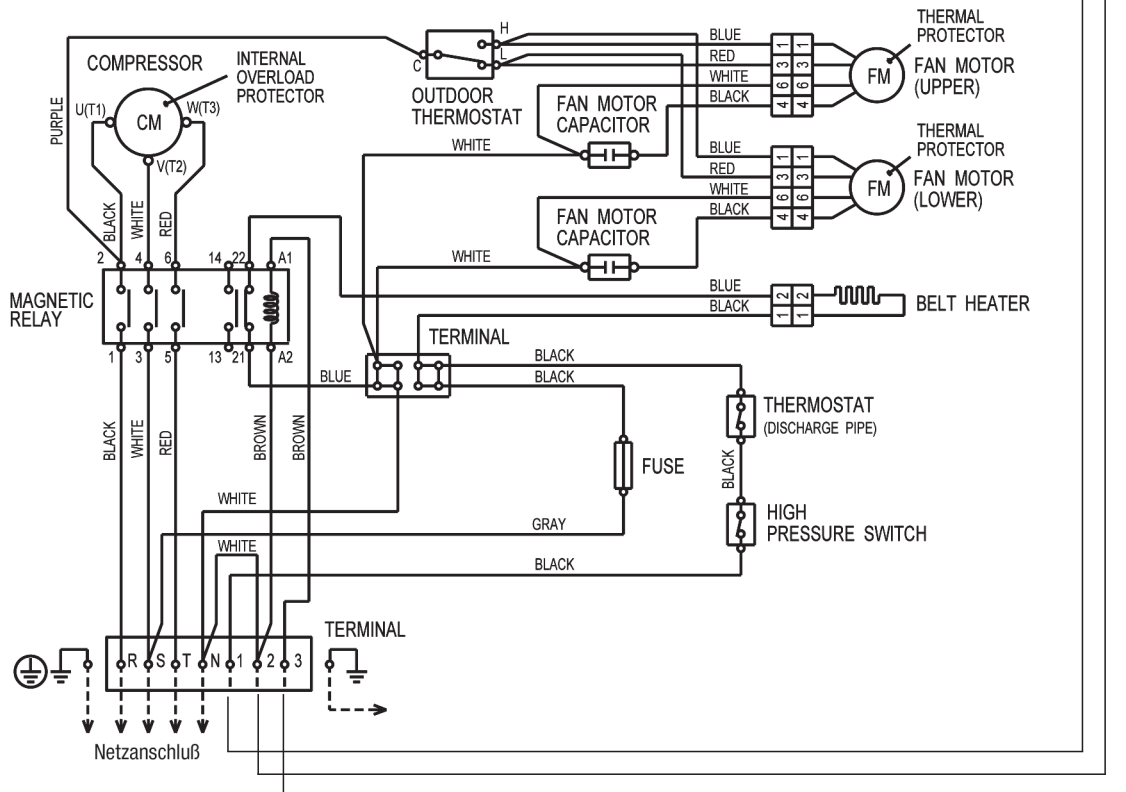 THERMAL
PROTECTOR
FAN MOTOR
(UPPER)
FM
H
L
C
BLUE
RED
WHITE
BLACK
1 1
3 3
6 6
4 4
COMPRESSOR
INTERNAL
OVERLOAD
PROTECTOR
U(T1)
W(T3)
CM
V(T2)
PURPLE
OUTDOOR
THERMOSTAT
FAN MOTOR
CAPACITOR
WHITE
THERMAL
PROTECTOR
FAN MOTOR
(LOWER)
FM
BLUE
RED
WHITE
BLACK
1 1
3 3
6 6
4 4
BLACK
WHITE
RED
FAN MOTOR
CAPACITOR
WHITE
2 4 6 14 22 A1
MAGNETIC
RELAY
1 3 5 13 21 A2
BLUE
BLACK
2 2
1 1
BELT HEATER
TERMINAL
BLUE
BLACK
BLACK
THERMOSTAT
(DISCHARGE PIPE)
BLACK
WHITE
RED
BROWN
BROWN
FUSE
BLACK
HIGH
PRESSURE SWITCH
WHITE
GRAY
WHITE
BLACK
TERMINAL
R S T N 1 2 3
Netzanschluß